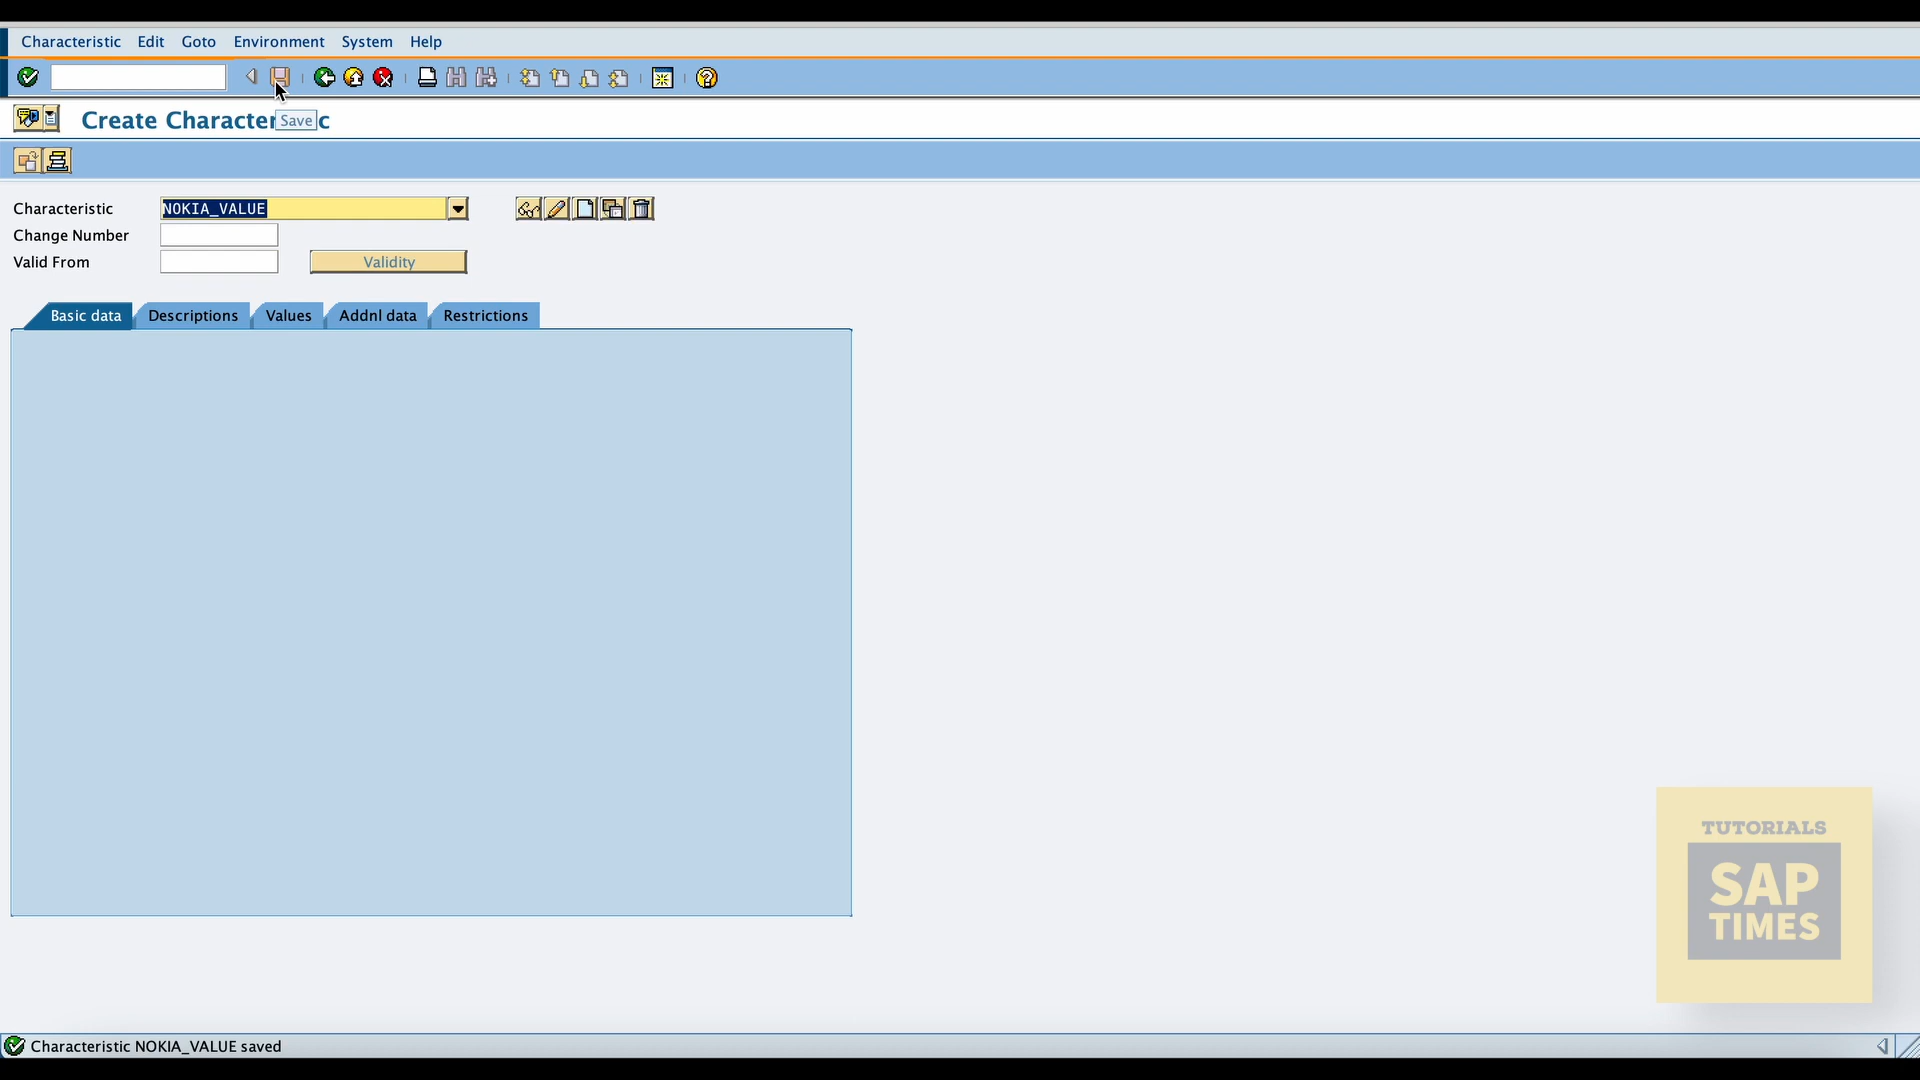 Characteristic Edit Goto Environment System Help
Create Character Save c
Characteristic NOKIA_VALUE
Change Number
Valid From Validity
Basic data Descriptions Values Addnl data Restrictions
TUTORIALS
SAP
TIMES
Characteristic NOKIA_VALUE saved